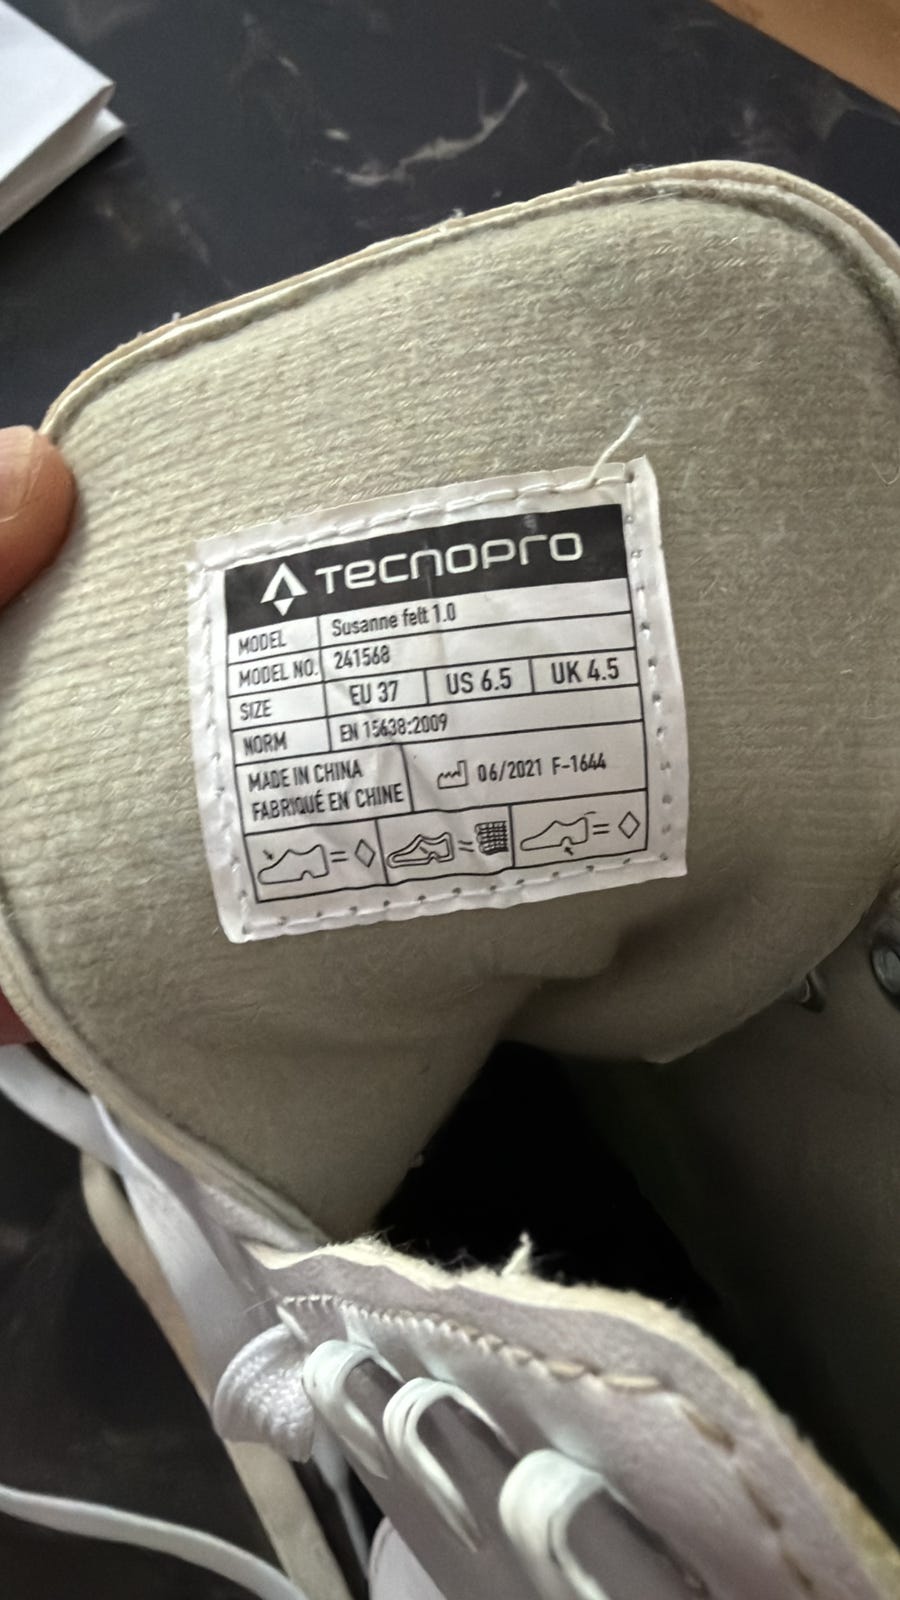 TECNOPRO
MODEL Susanne felt 1.0
MODEL NO. 241568
SIZE EU 37 US 6.5 UK 4.5
NORM EN 15638:2009
MADE IN CHINA
FABRIQUÉ EN CHINE
06/2021 F-1644
= =  =